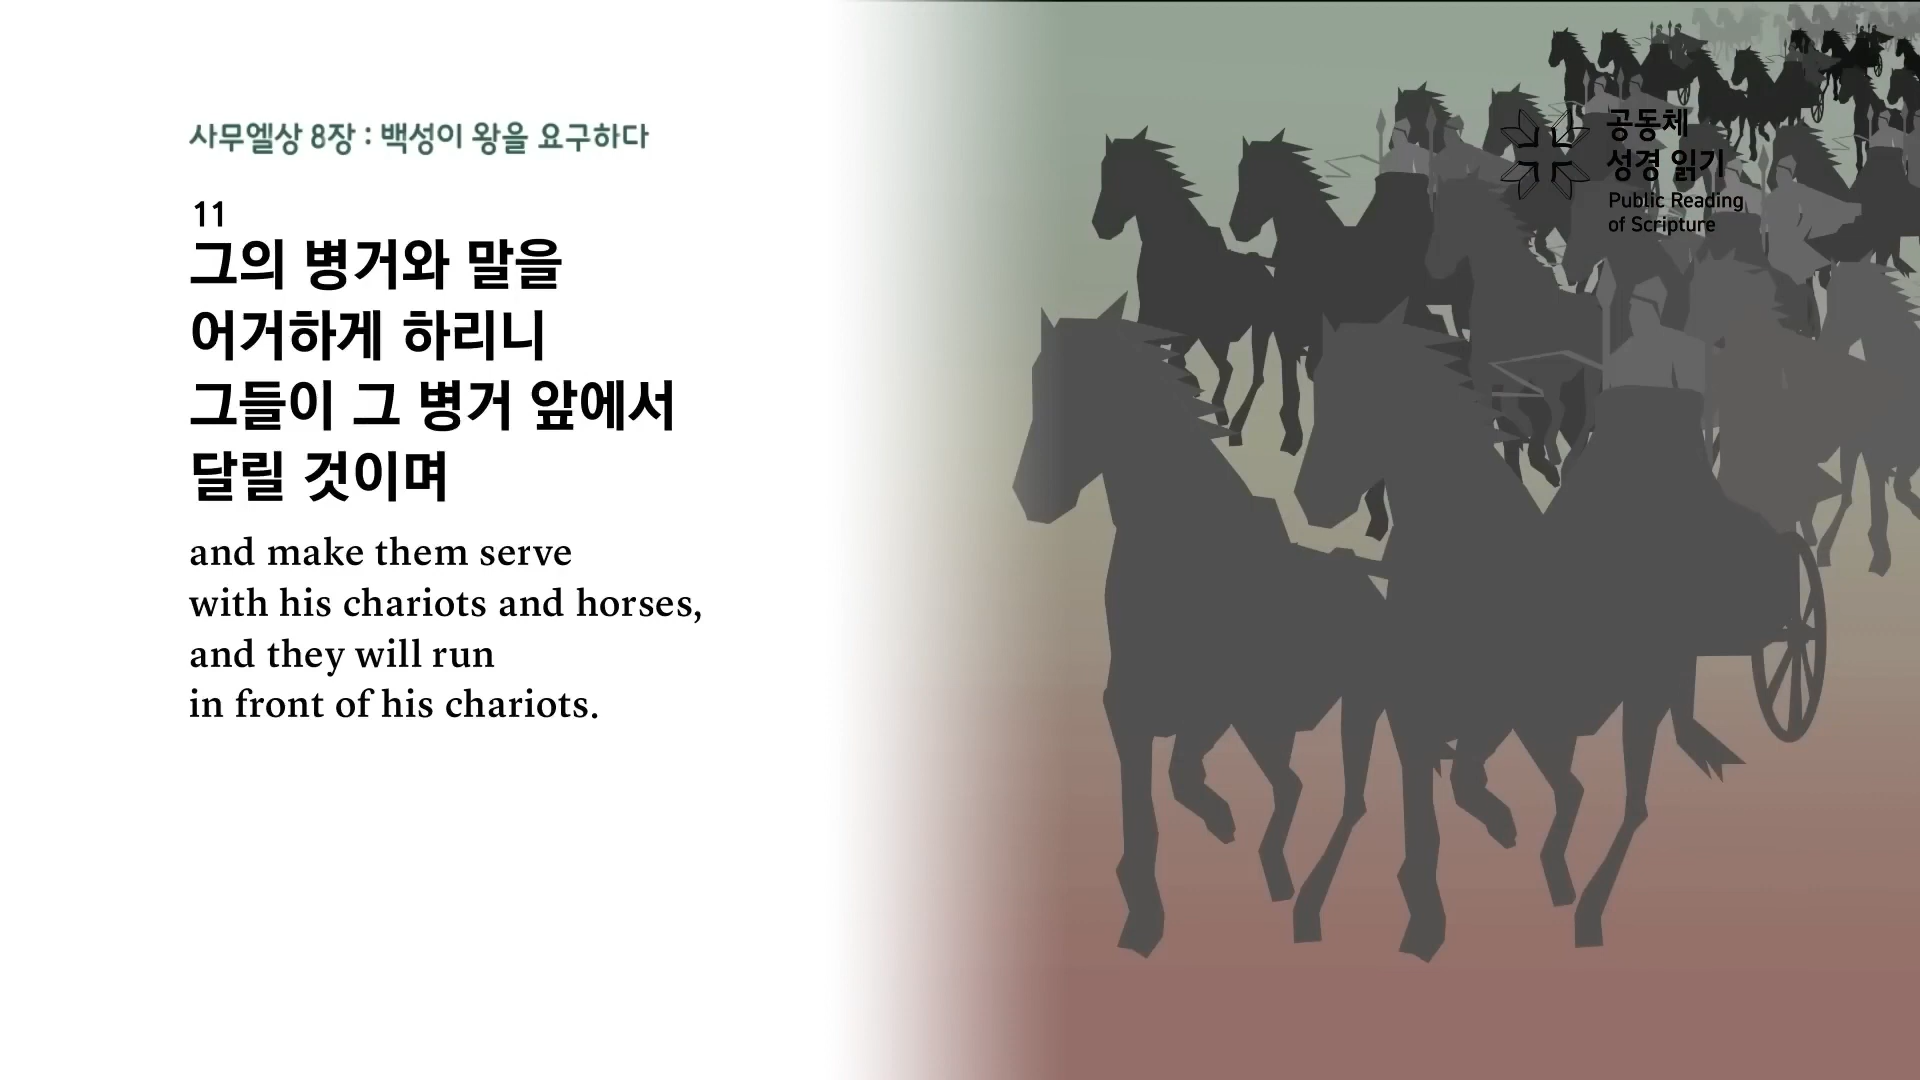 사무엘상 8장 : 백성이 왕을 요구하다
11
그의 병거와 말을
어거하게 하리니
그들이 그 병거 앞에서
달릴 것이며
and make them serve
with his chariots and horses,
and they will run
in front of his chariots.
공동체
성경 읽기
Public Reading
of Scripture